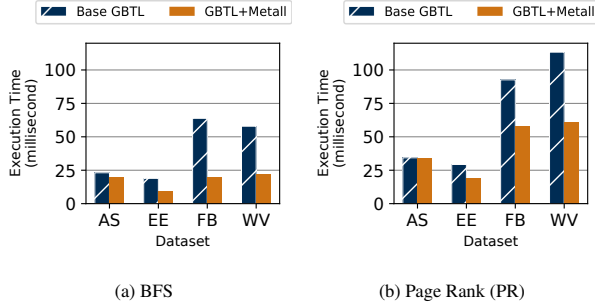 Base GBTL GBTL+Metall
Execution Time
(millisecond)
100
75
50
25
0
AS EE FB WV
Dataset
(a) BFS
Base GBTL GBTL+Metall
Execution Time
(millisecond)
100
75
50
25
0
AS EE FB WV
Dataset
(b) Page Rank (PR)